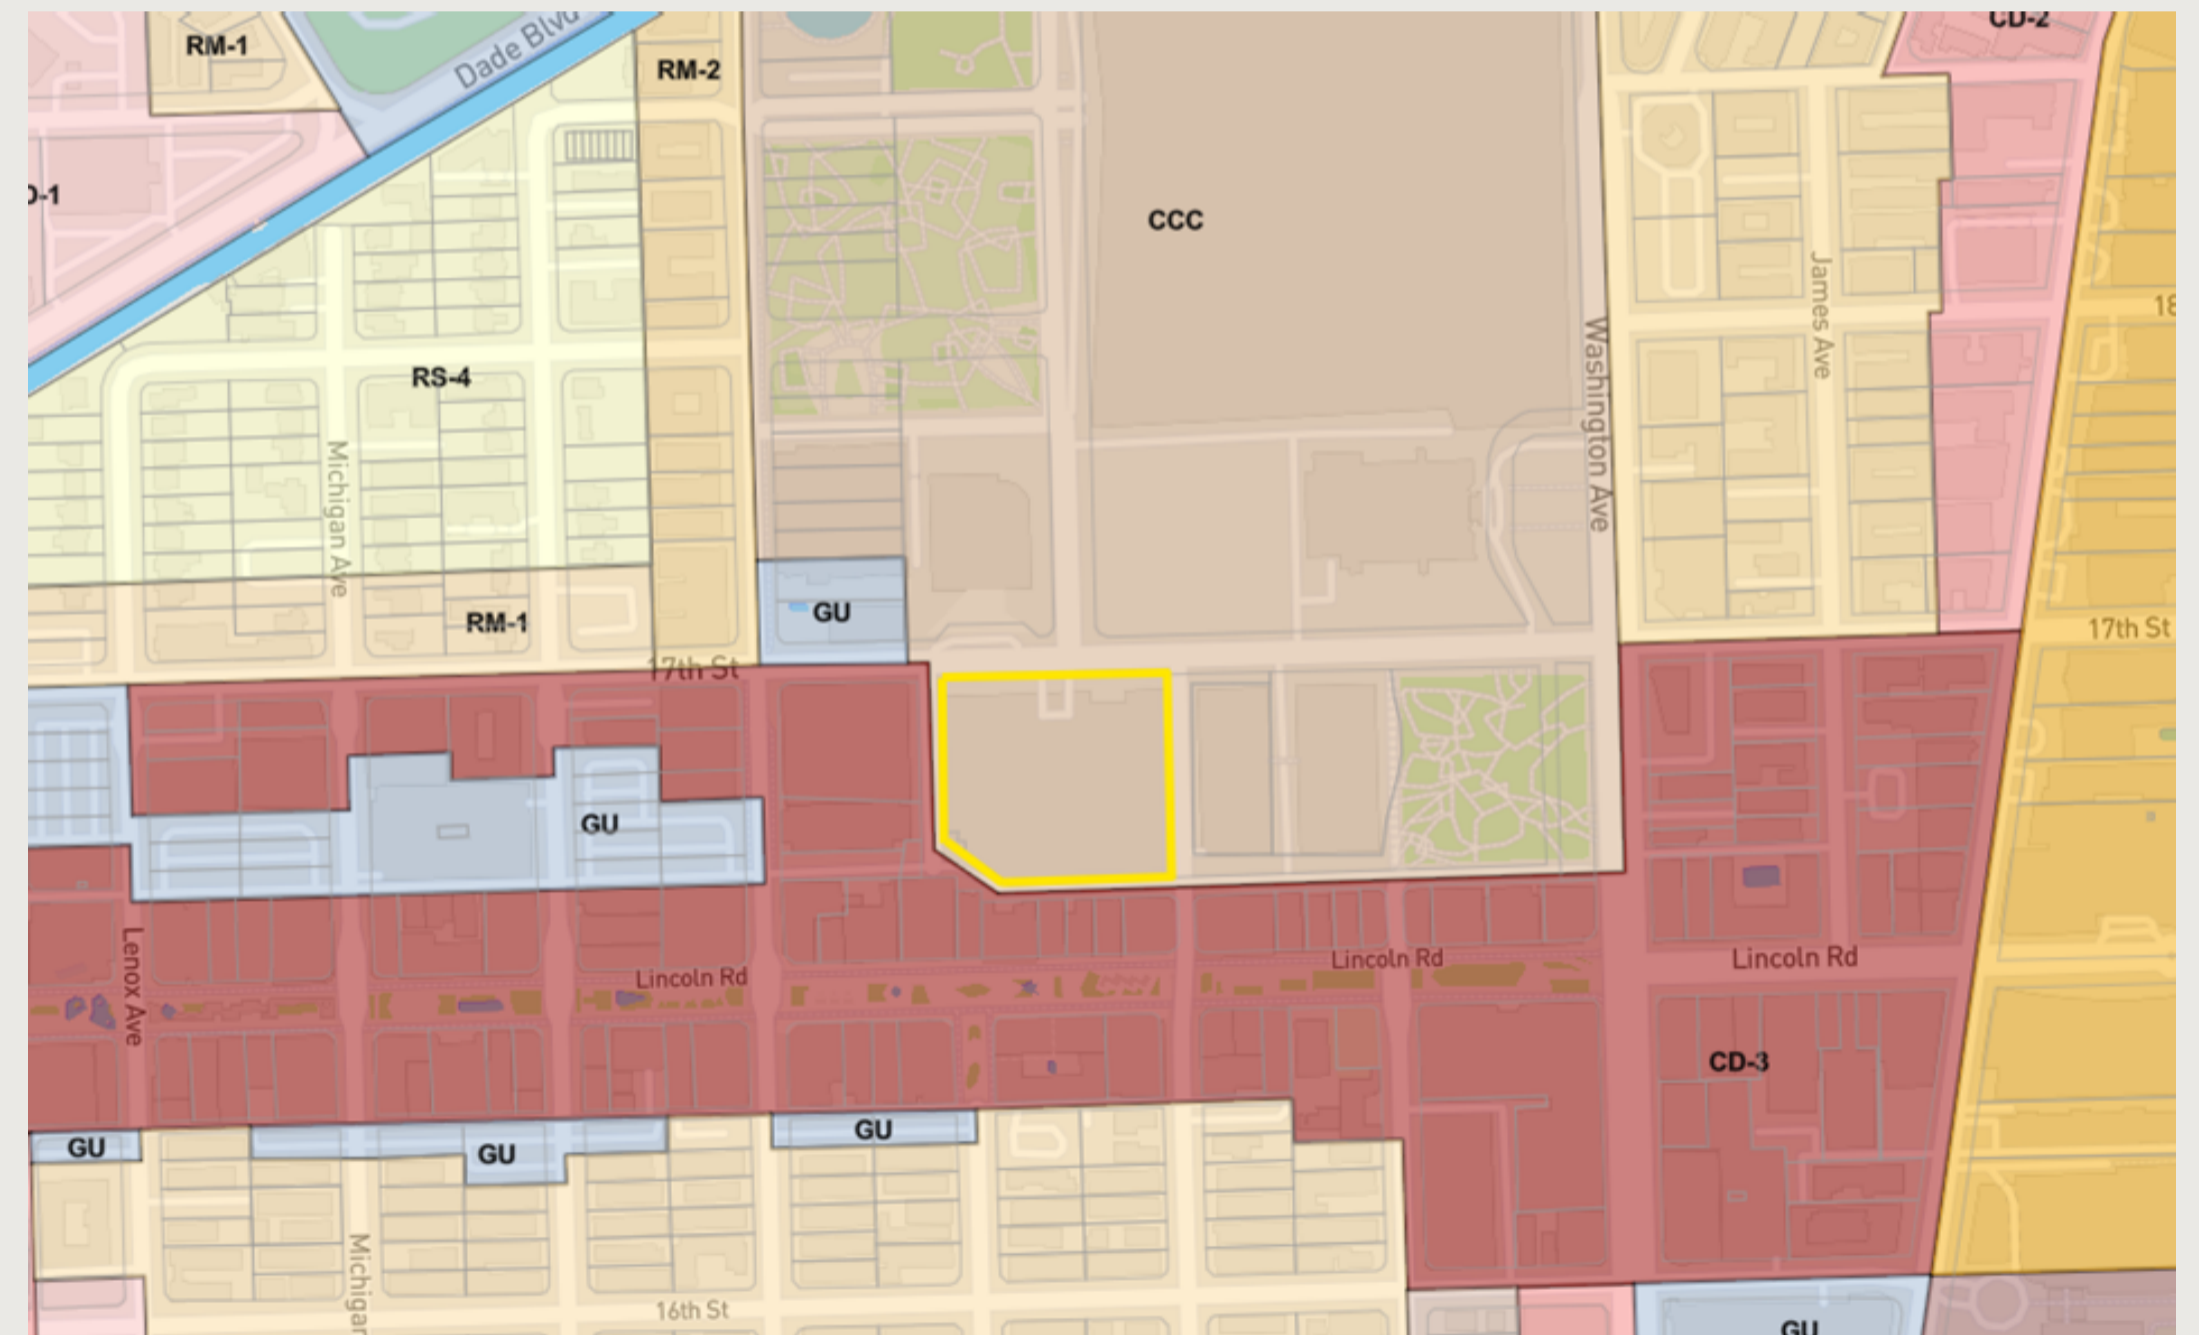 CD-2
RM-1
Dade Blvd
RM-2
D-1
CCC
James Ave
18
Washington Ave
RS-4
Michigan Ave
GU
RM-1
17th St
17th St
GU
Lincoln Rd
Lincoln Rd
Lincoln Rd
Lenox Ave
CD-3
GU
GU
GU
Michigan
16th St
GU